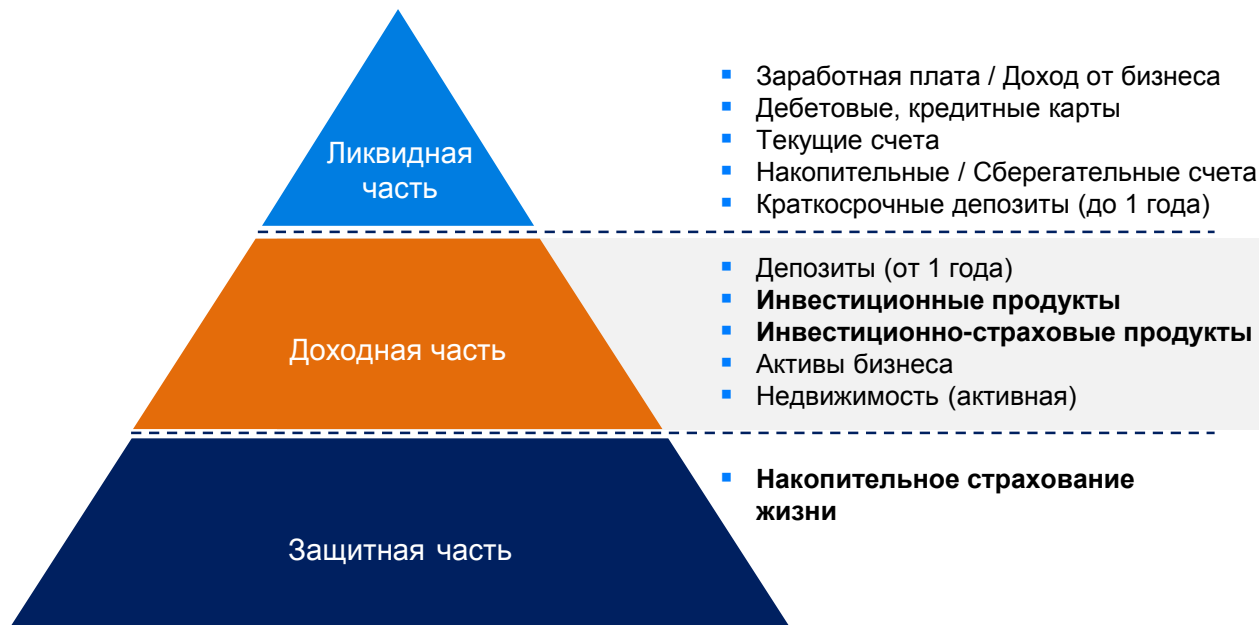 Ликвидная
часть
Заработная плата / Доход от бизнеса
Дебетовые, кредитные карты
Текущие счета
Накопительные / Сберегательные счета
Краткосрочные депозиты (до 1 года)
Доходная часть
Депозиты (от 1 года)
Инвестиционные продукты
Инвестиционно-страховые продукты
Активы бизнеса
Недвижимость (активная)
Защитная часть
Накопительное страхование
жизни